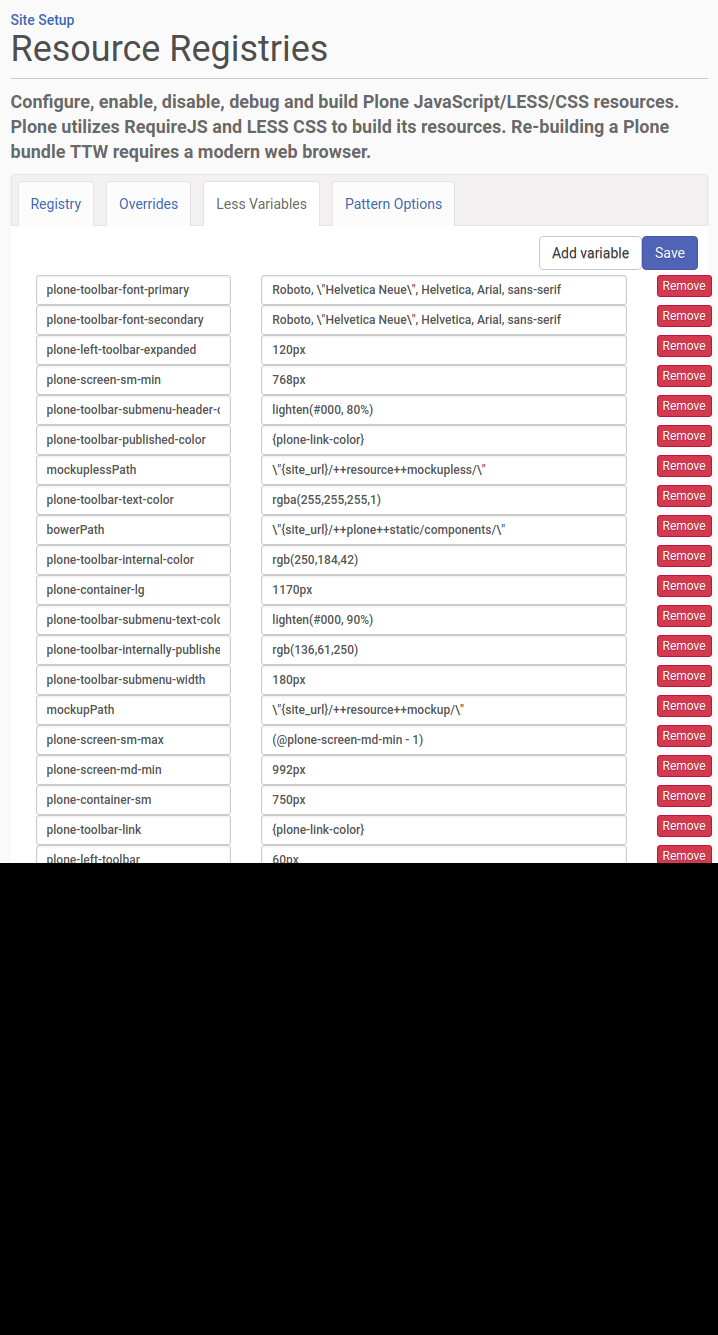 Site Setup
Resource Registries
Configure, enable, disable, debug and build Plone JavaScript/LESS/CSS resources.
Plone utilizes RequireJS and LESS CSS to build its resources. Re-building a Plone
bundle TTW requires a modern web browser.
Registry Overrides Less Variables Pattern Options
Add variable Save
plone-toolbar-font-primary Roboto, \"Helvetica Neue\", Helvetica, Arial, sans-serif Remove
plone-toolbar-font-secondary Roboto, \"Helvetica Neue\", Helvetica, Arial, sans-serif Remove
plone-left-toolbar-expanded 120px Remove
plone-screen-sm-min 768px Remove
plone-toolbar-submenu-header-c lighten(#000, 80%) Remove
plone-toolbar-published-color {plone-link-color} Remove
mockuplessPath \"{site_url}/++resource++mockupless/\" Remove
plone-toolbar-text-color rgba(255,255,255,1) Remove
bowerPath \"{site_url}/++plone++static/components/\" Remove
plone-toolbar-internal-color rgb(250,184,42) Remove
plone-container-lg 1170px Remove
plone-toolbar-submenu-text-colo lighten(#000, 90%) Remove
plone-toolbar-internally-publishe rgb(136,61,250) Remove
plone-toolbar-submenu-width 180px Remove
mockupPath \"{site_url}/++resource++mockup/\" Remove
plone-screen-sm-max (@plone-screen-md-min - 1) Remove
plone-screen-md-min 992px Remove
plone-container-sm 750px Remove
plone-toolbar-link {plone-link-color} Remove
plone-left-toolbar 60px Remove